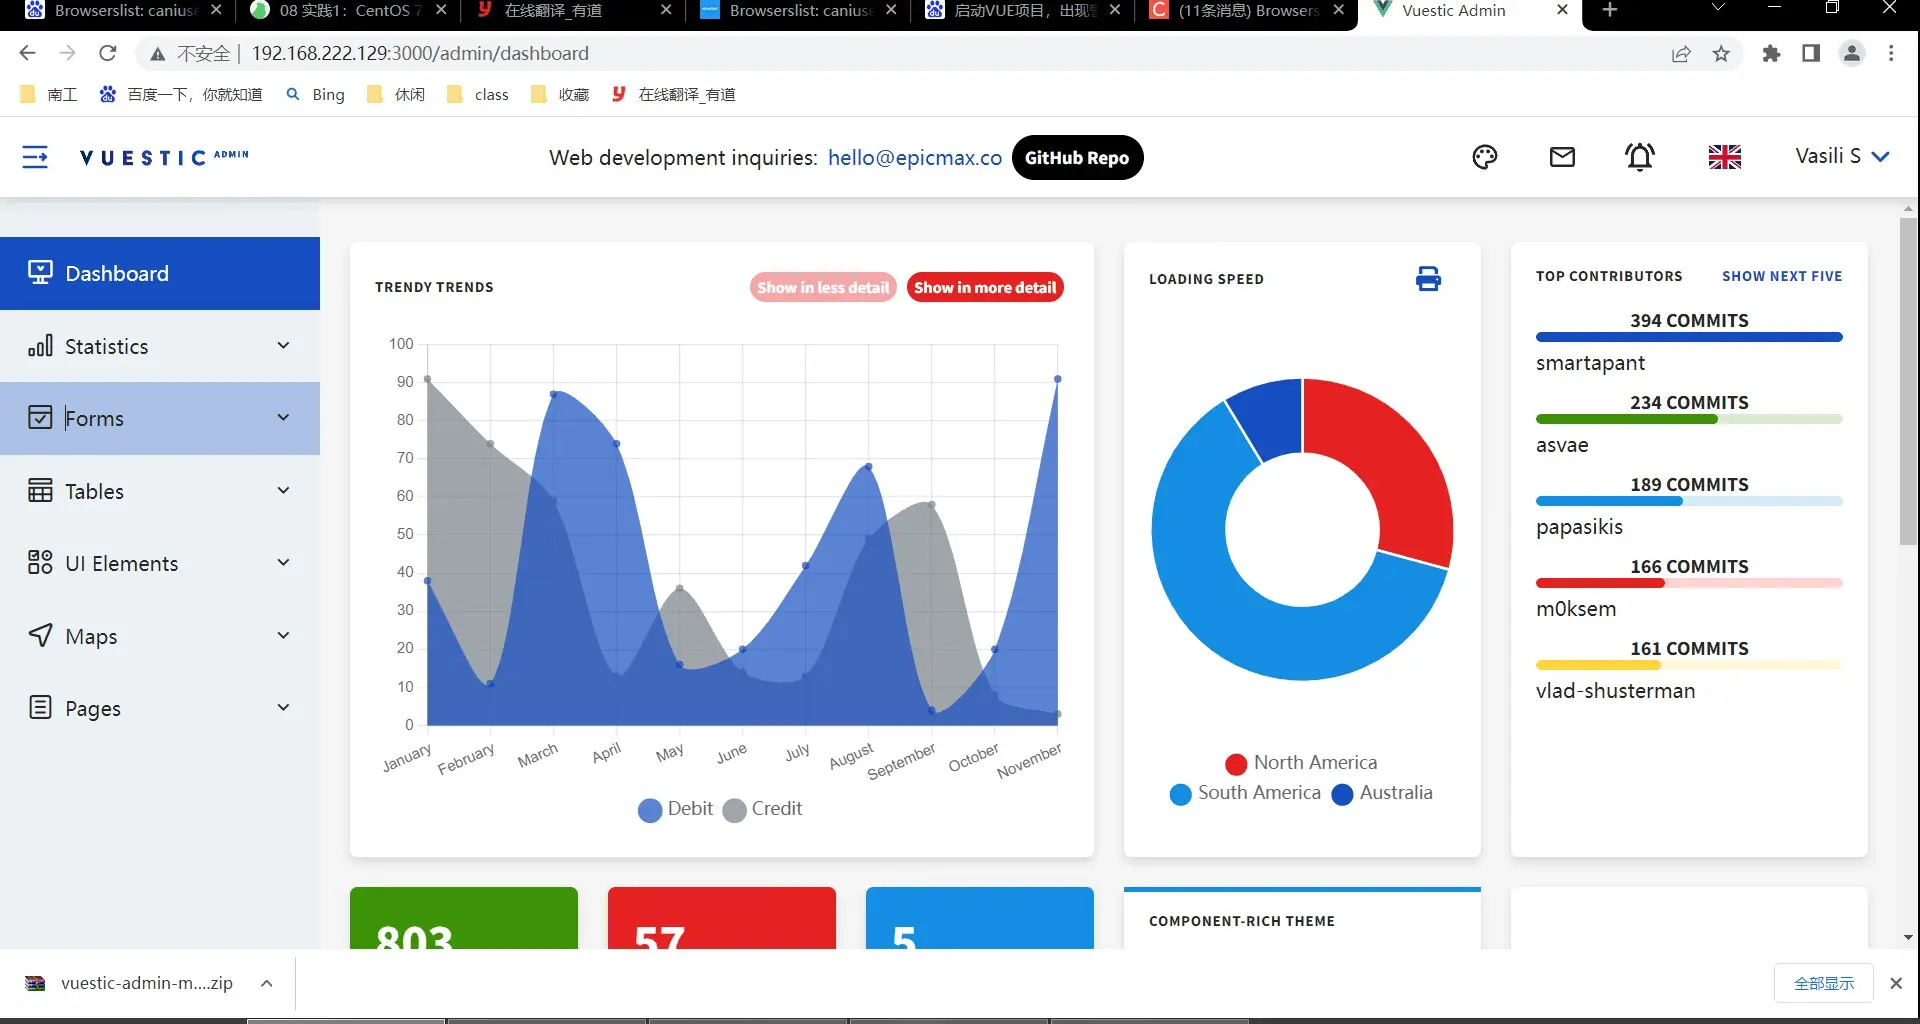 Browserslist: caniuse
08 实践1：CentOS 7
在线翻译_有道
Browserslist: caniuse
启动VUE项目，出现
(11条消息) Browsers
Vuestic Admin
不安全 192.168.222.129:3000/admin/dashboard
南工 百度一下，你就知道 Bing 休闲 class 收藏 在线翻译_有道
VUESTIC ADMIN
Web development inquiries: hello@epicmax.co GitHub Repo
Vasili S
Dashboard
Statistics
Forms
Tables
UI Elements
Maps
Pages
TRENDY TRENDS
Show in less detail Show in more detail
100
90
80
70
60
50
40
30
20
10
0
January February March April May June July August September October November
Debit Credit
LOADING SPEED
North America
South America Australia
TOP CONTRIBUTORS SHOW NEXT FIVE
394 COMMITS
smartapant
234 COMMITS
asvae
189 COMMITS
papasikis
166 COMMITS
m0ksem
161 COMMITS
vlad-shusterman
803
57
5
COMPONENT-RICH THEME
vuestic-admin-m....zip
全部显示